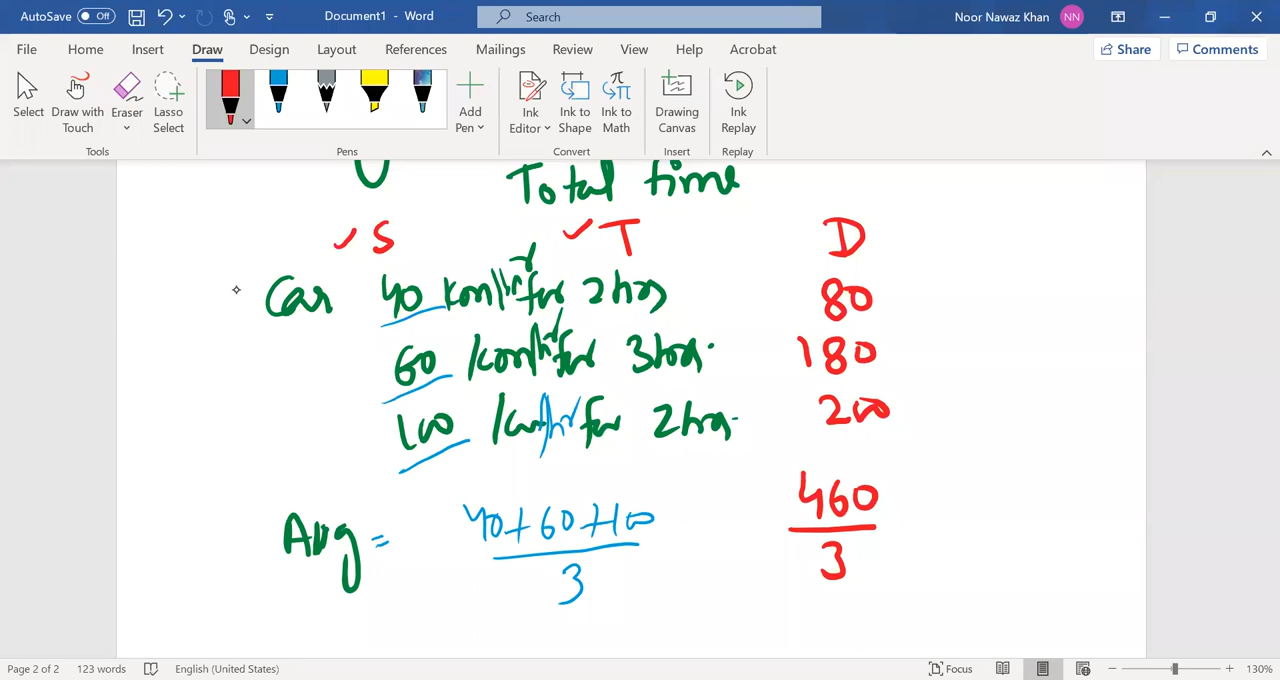 AutoSave Off Document1 - Word Search Noor Nawaz Khan NN
File Home Insert Draw Design Layout References Mailings Review View Help Acrobat Share Comments
Select Draw with Touch Eraser Lasso Select Add Pen Ink Editor Ink to Shape Ink to Math Drawing Canvas Ink Replay
Tools Pens Convert Insert Replay
Total time
S T D
Car 40 km/hr for 2 hrs 80
60 km/hr for 3 hrs. 180
100 km/hr for 2 hrs. 200
Avg = 40+60+100 460
3 3
Page 2 of 2 123 words English (United States) Focus 130%